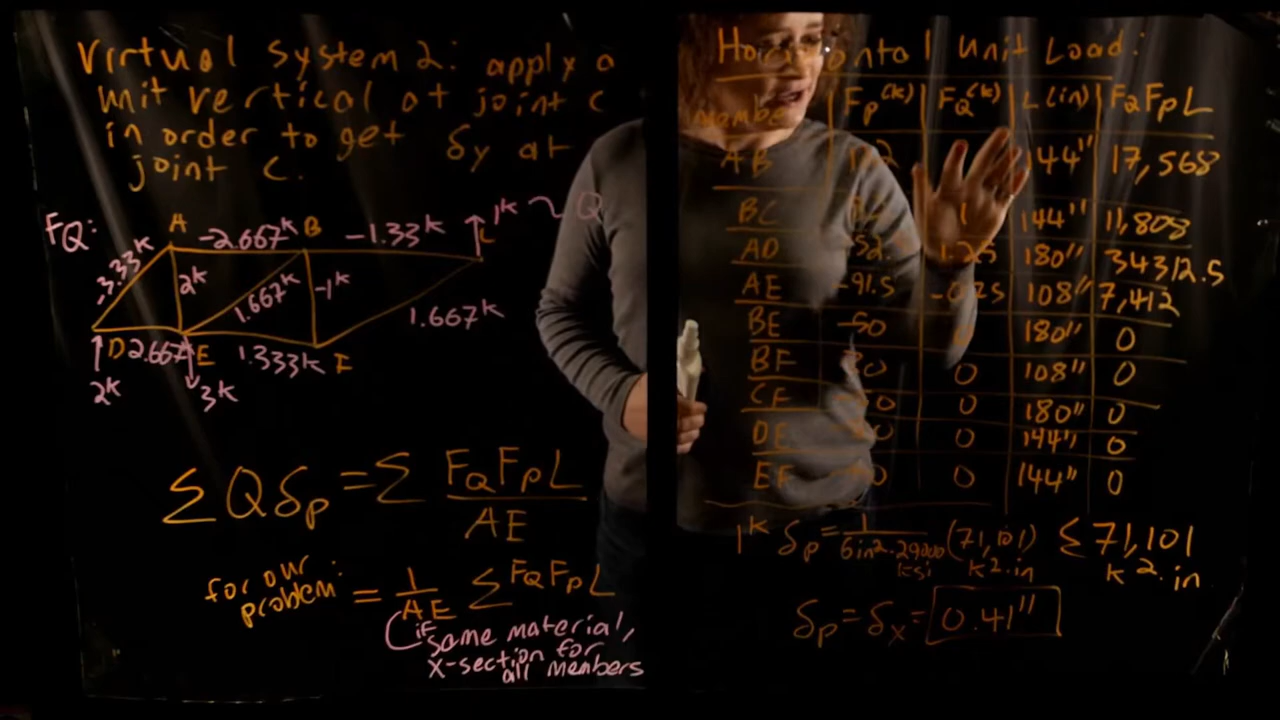 Virtual System 2: apply a
unit vertical at joint C
in order to get δy at
joint C.
FQ:
A -2.667k B -1.33k 1k Q
-3.33k 2k 1.667k -1k 1.667k
D 2.667k E 1.333k F
2k 3k
ΣQδp = Σ FQFpL / AE
for our problem: = 1/AE Σ FQFpL
if same material,
x-section for
all members
Unit Load:
Member Fp(k) FQ(k) L(in) FQFpL
AB 144" 17,568
BC 1 144" 11,808
AD 1.25 180" 34312.5
AE -91.5 108" 7,412
BE -50 180" 0
BF 0 108" 0
CF 0 180" 0
DE 0 144" 0
EF 0 144" 0
1k δp = 1/6in²·29000ksi (71,101) k²·in Σ 71,101 k²·in
δp = δx = 0.41"